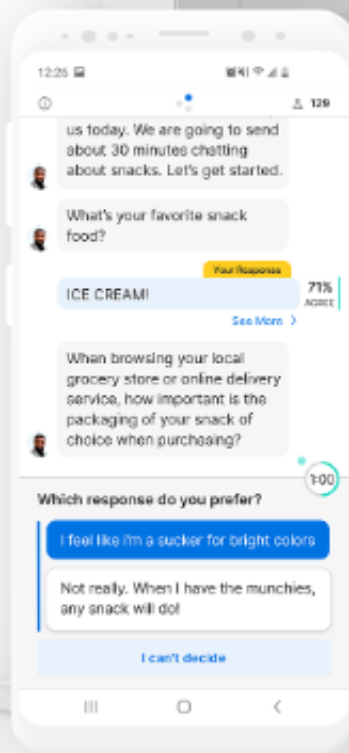 12:26
129
us today. We are going to send
about 30 minutes chatting
about snacks. Let's get started.
What's your favorite snack
food?
Your Response
ICE CREAM!
71%
AGREE
See More
When browsing your local
grocery store or online delivery
service, how important is the
packaging of your snack of
choice when purchasing?
1:00
Which response do you prefer?
I feel like I'm a sucker for bright colors
Not really. When I have the munchies,
any snack will do!
I can't decide